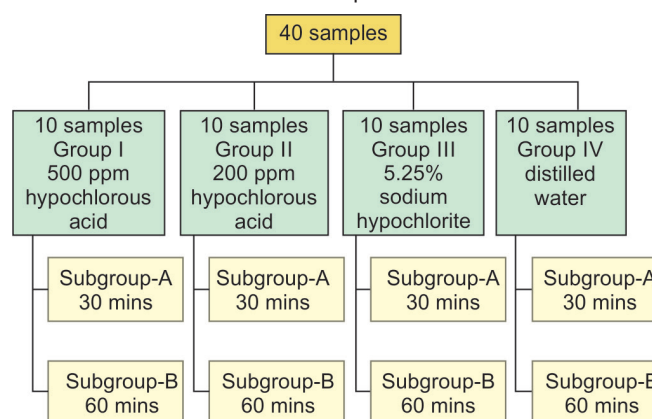 40 samples
10 samples
Group I
500 ppm
hypochlorous
acid
10 samples
Group II
200 ppm
hypochlorous
acid
10 samples
Group III
5.25%
sodium
hypochlorite
10 samples
Group IV
distilled
water
Subgroup-A
30 mins
Subgroup-A
30 mins
Subgroup-A
30 mins
Subgroup-A
30 mins
Subgroup-B
60 mins
Subgroup-B
60 mins
Subgroup-B
60 mins
Subgroup-B
60 mins